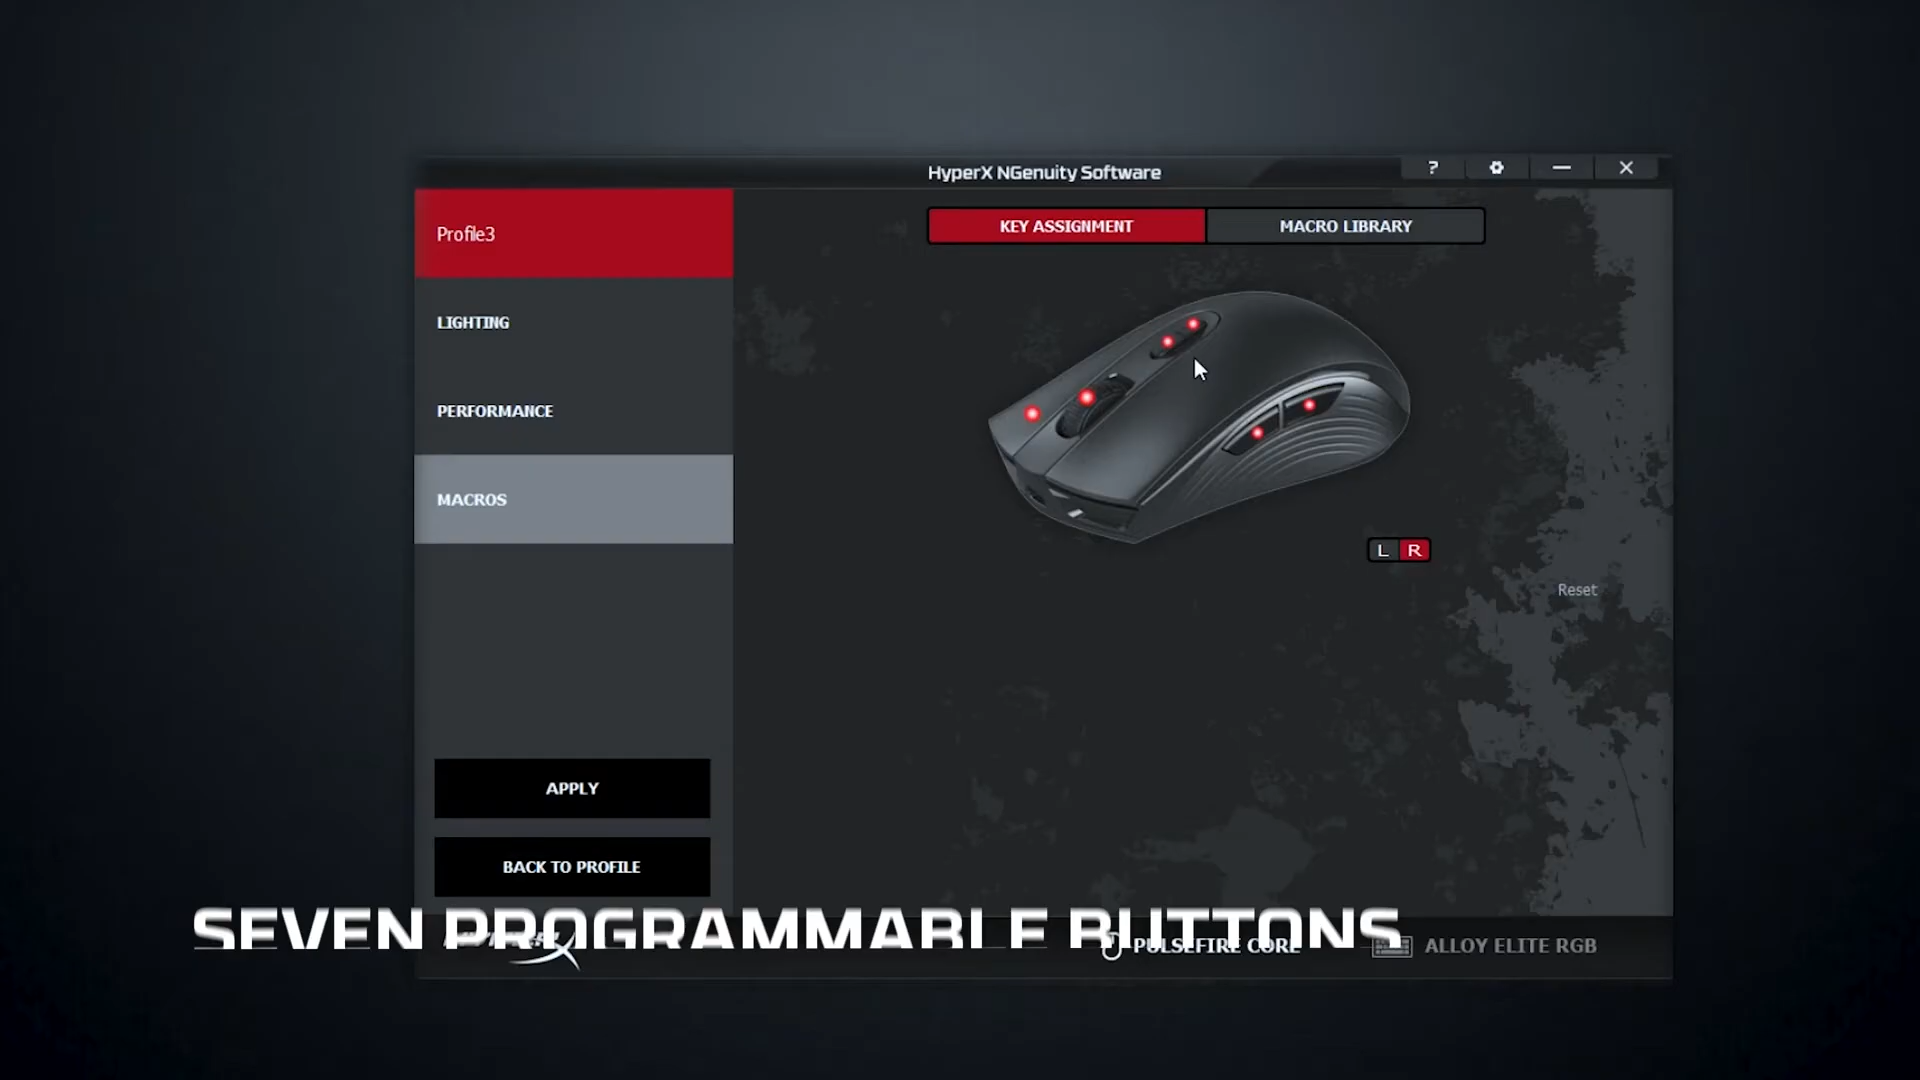 HyperX NGenuity Software
?
Profile3
KEY ASSIGNMENT
MACRO LIBRARY
LIGHTING
PERFORMANCE
MACROS
L R
Reset
APPLY
BACK TO PROFILE
SEVEN PROGRAMMABLE BUTTONS
PULSEFIRE CORE
ALLOY ELITE RGB